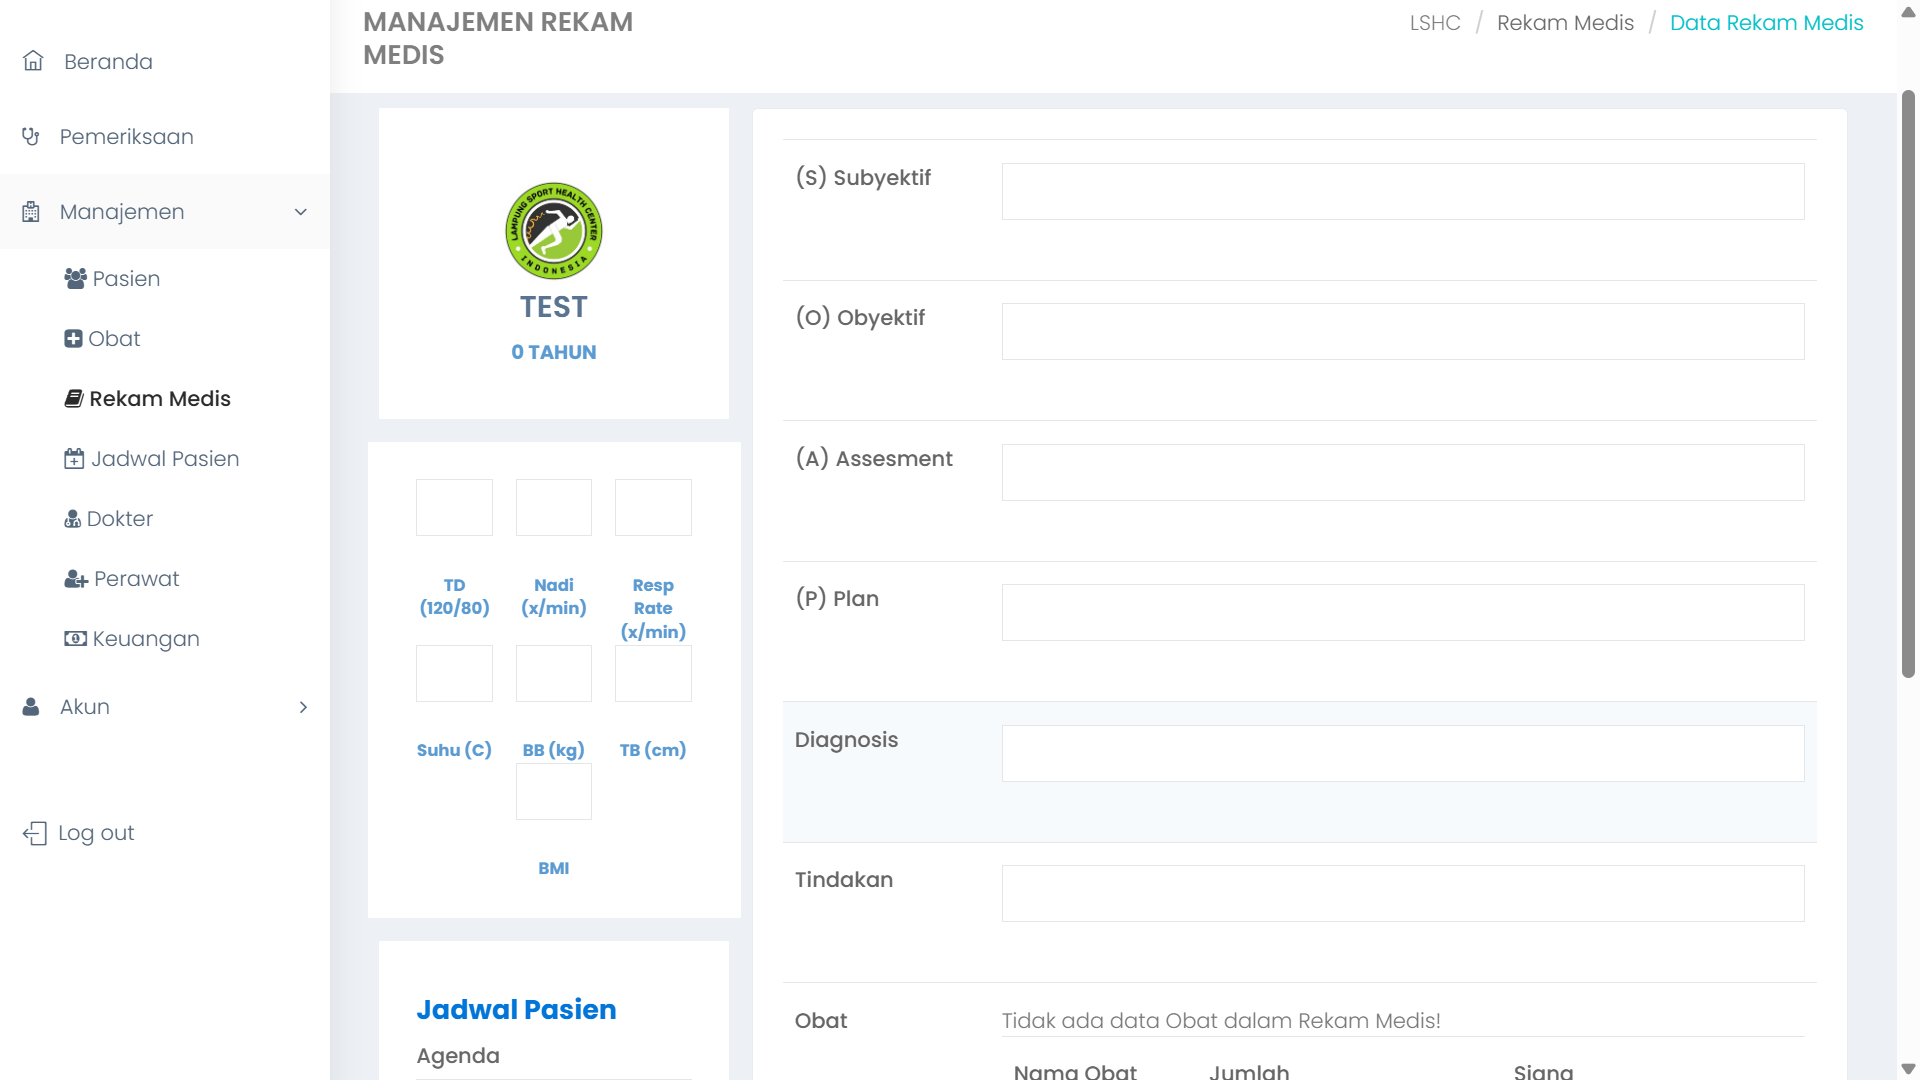 MANAJEMEN REKAM
MEDIS
LSHC / Rekam Medis / Data Rekam Medis
Beranda
Pemeriksaan
Manajemen
Pasien
Obat
Rekam Medis
Jadwal Pasien
Dokter
Perawat
Keuangan
Akun
Log out
LAMPUNG SPORT HEALTH CENTER
INDONESIA
TEST
0 TAHUN
TD
(120/80)
Nadi
(x/min)
Resp
Rate
(x/min)
Suhu (C)
BB (kg)
TB (cm)
BMI
Jadwal Pasien
Agenda
(S) Subyektif
(O) Obyektif
(A) Assesment
(P) Plan
Diagnosis
Tindakan
Obat
Tidak ada data Obat dalam Rekam Medis!
Nama Obat Jumlah Siang